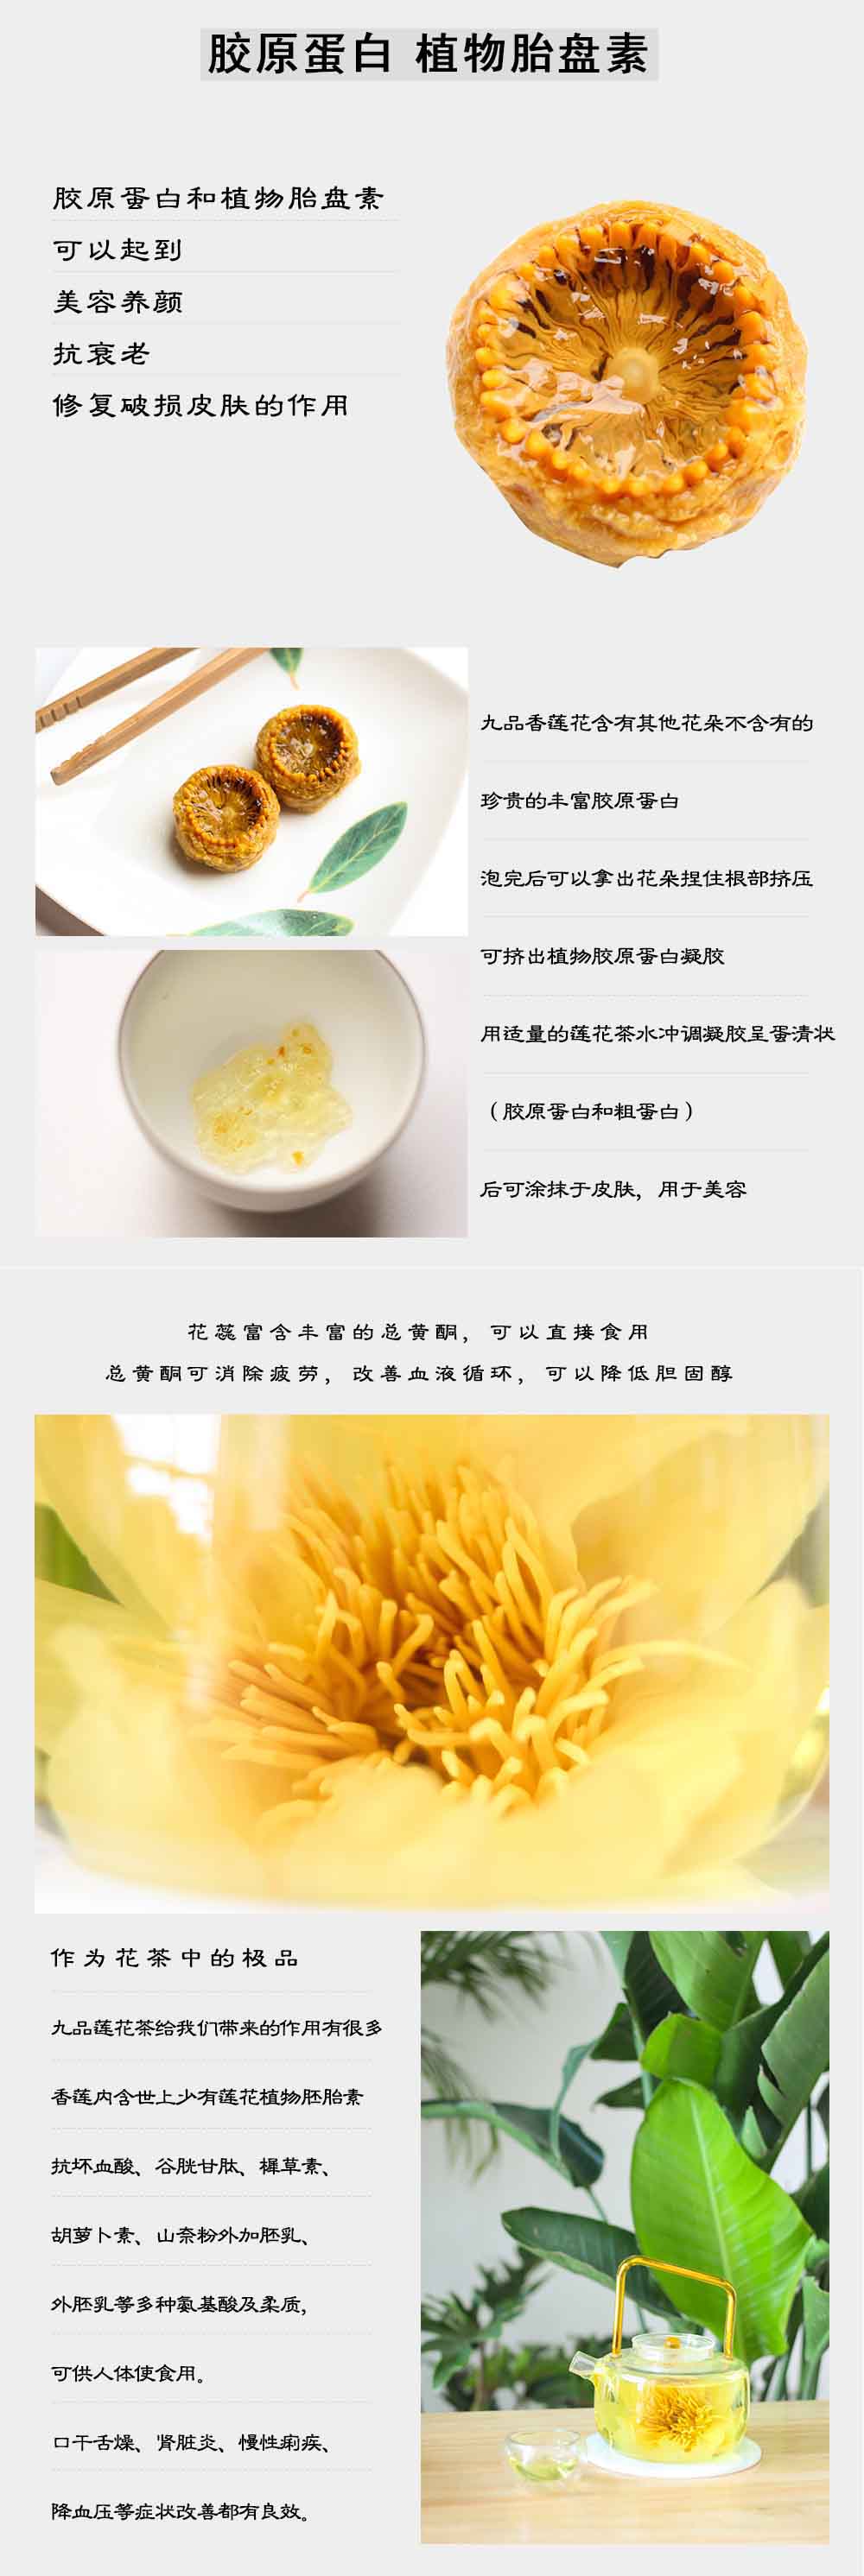 胶原蛋白 植物胎盘素
胶原蛋白和植物胎盘素
可以起到
美容养颜
抗衰老
修复破损皮肤的作用
九品香莲花含有其他花朵不含有的
珍贵的丰富胶原蛋白
泡完后可以拿出花朵捏住根部挤压
可挤出植物胶原蛋白凝胶
用适量的莲花茶水冲调凝胶呈蛋清状
（胶原蛋白和粗蛋白）
后可涂抹于皮肤，用于美容
花蕊富含丰富的总黄酮，可以直接食用
总黄酮可消除疲劳，改善血液循环，可以降低胆固醇
作为花茶中的极品
九品莲花茶给我们带来的作用有很多
香莲内含世上少有莲花植物胚胎素
抗坏血酸、谷胱甘肽、褥草素、
胡萝卜素、山奈粉外加胚乳、
外胚乳等多种氨基酸及柔质，
可供人体使食用。
口干舌燥、肾脏炎、慢性痢疾、
降血压等症状改善都有良效。